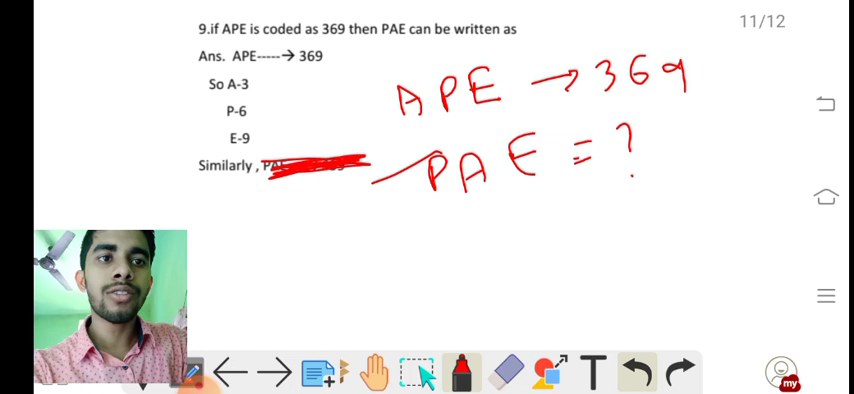 11/12
9.if APE is coded as 369 then PAE can be written as
Ans. APE-----→ 369
So A-3
P-6
E-9
Similarly ,
APE → 369
PAE = ?
T
my